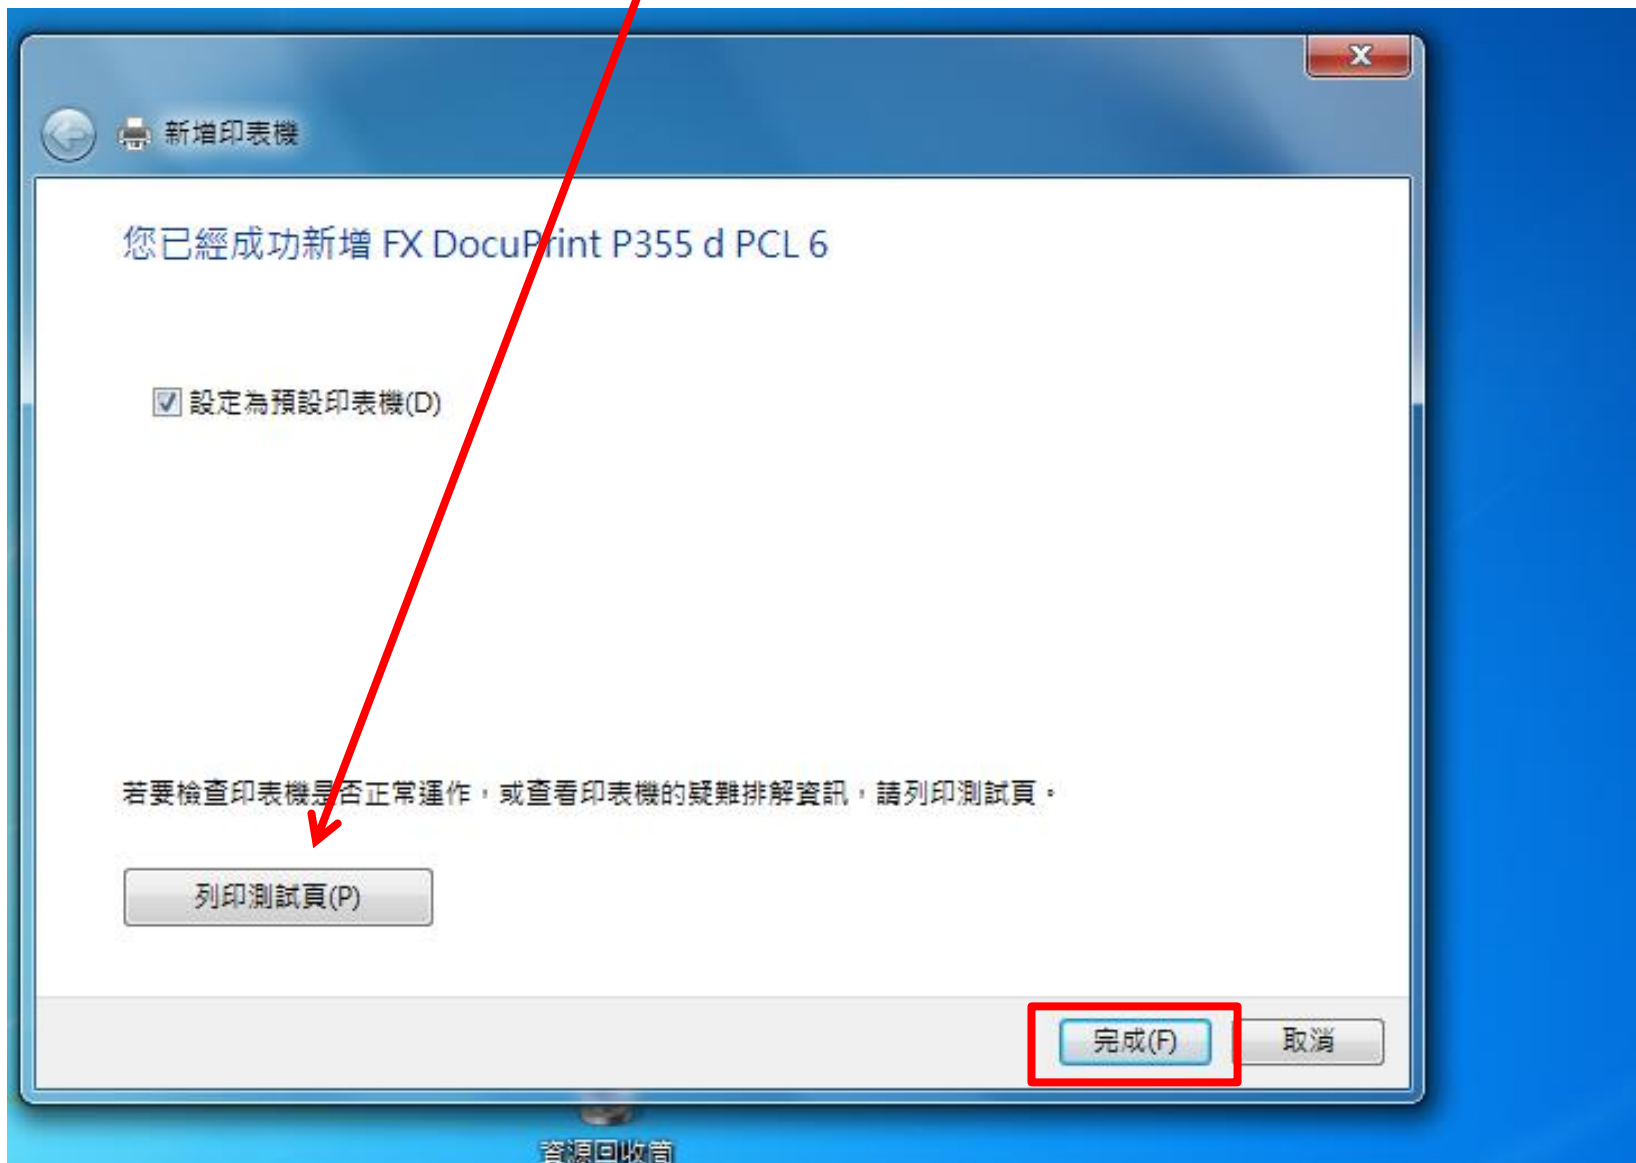 新增印表機
您已經成功新增 FX DocuPrint P355 d PCL 6
設定為預設印表機(D)
若要檢查印表機是否正常運作，或查看印表機的疑難排解資訊，請列印測試頁。
列印測試頁(P)
完成(F)
取消
資源回收筒